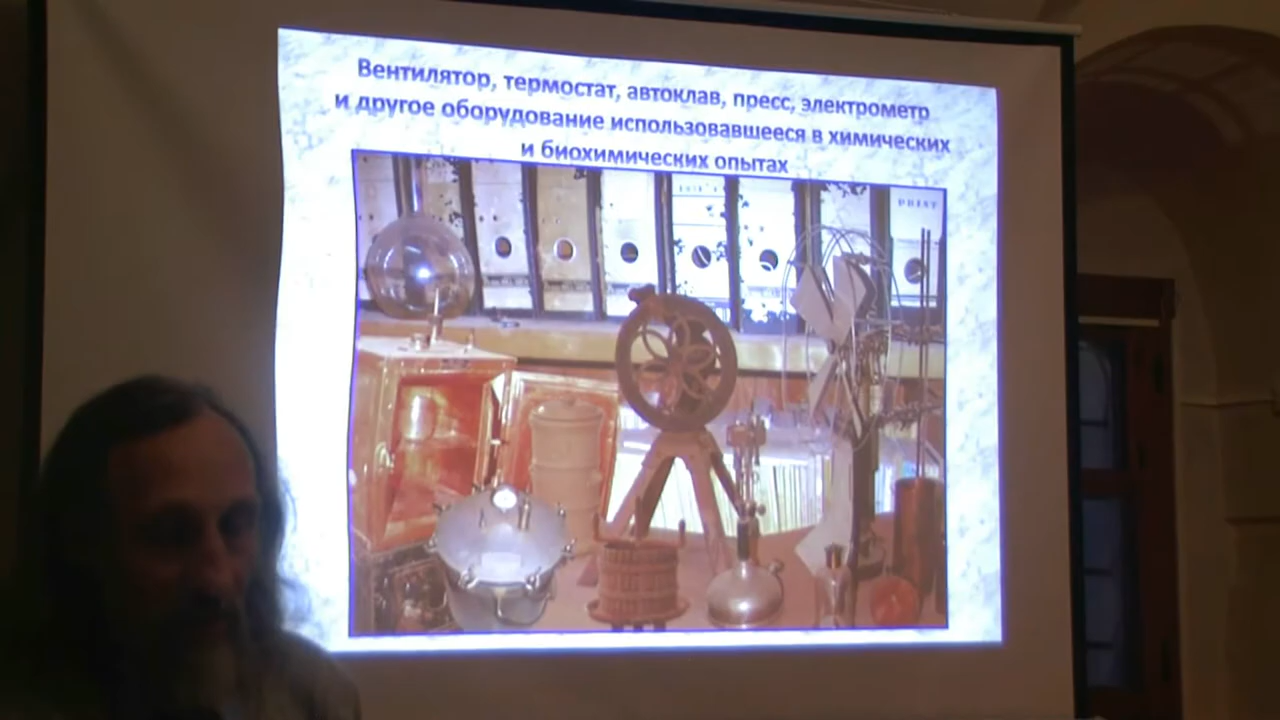 Вентилятор, термостат, автоклав, пресс, электрометр
и другое оборудование использовавшееся в химических
и биохимических опытах